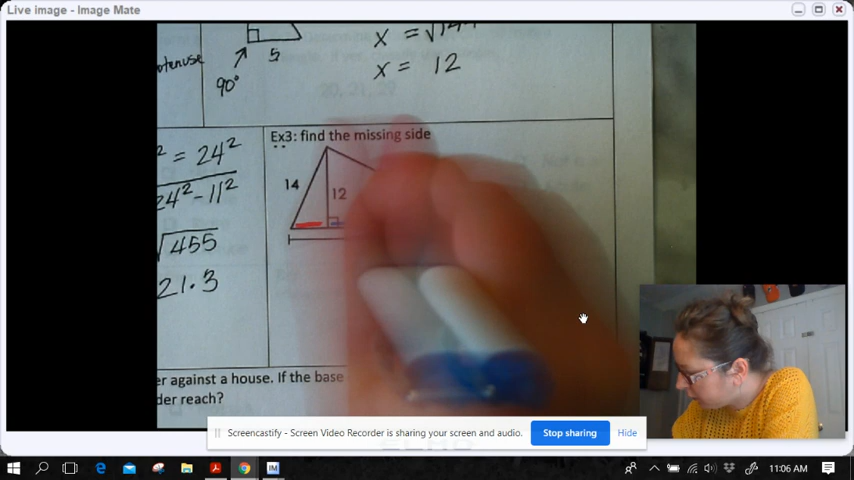 Live image - Image Mate
x = √144
5
x = 12
90°
² = 24²
Ex3: find the missing side
24² - 11²
14
12
√455
21.3
er against a house. If the base
der reach?
Screencastify - Screen Video Recorder is sharing your screen and audio.
Stop sharing
Hide
11:06 AM